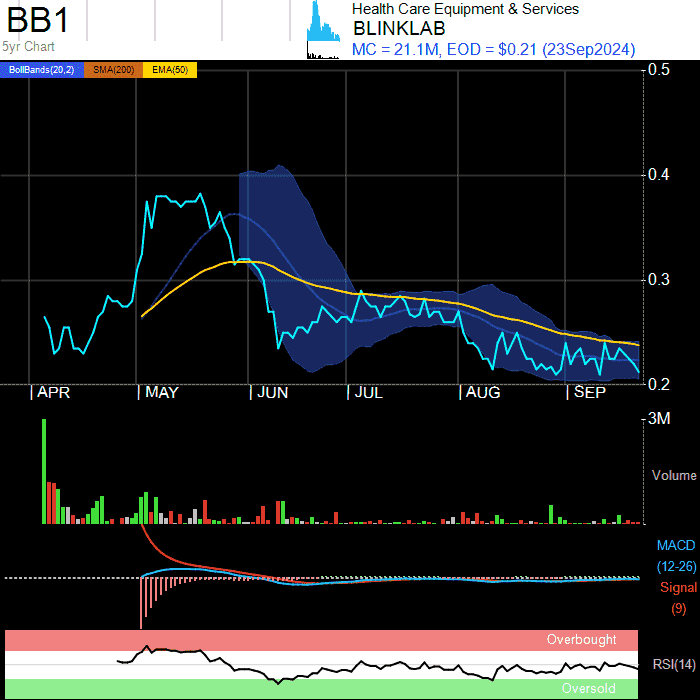 BB1
5yr Chart
Health Care Equipment & Services
BLINKLAB
MC = 21.1M, EOD = $0.21 (23Sep2024)
BollBands(20,2) SMA(200) EMA(50)
0.5
0.4
0.3
0.2
APR MAY JUN JUL AUG SEP
3M
Volume
MACD
(12-26)
Signal
(9)
Overbought
RSI(14)
Oversold